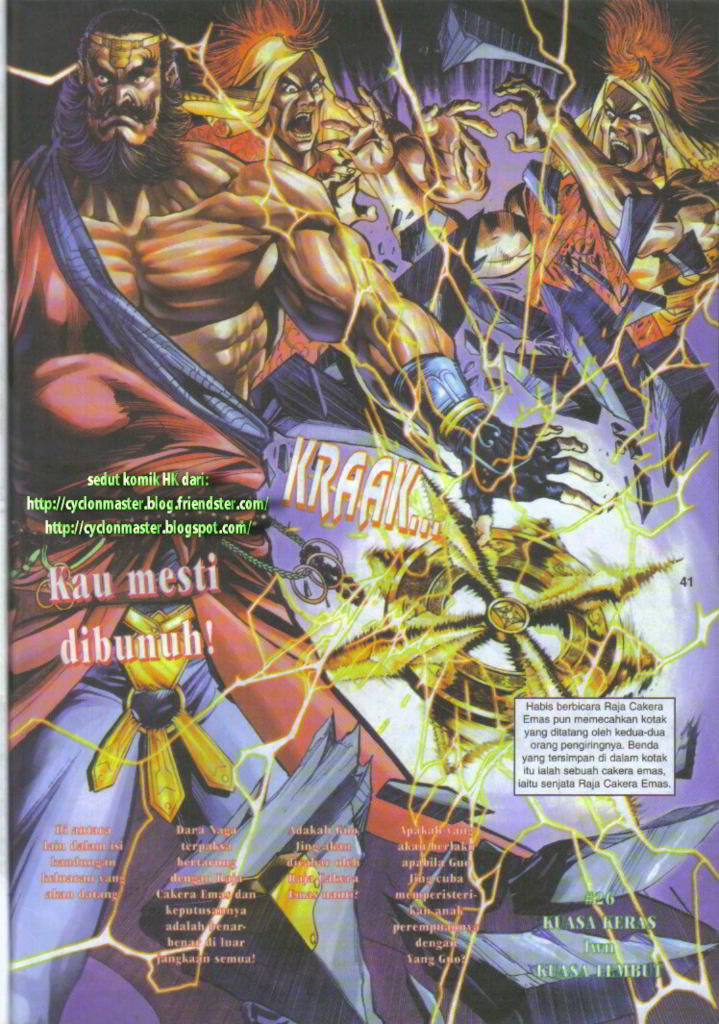 sedut komik HK dari:
http://cyclonmaster.blog.friendster.com/
http://cyclonmaster.blogspot.com/
KRAAK...
Kau mesti
dibunuh!
41
Habis berbicara Raja Cakera
Emas pun memecahkan kotak
yang ditatang oleh kedua-dua
orang pengiringnya. Benda
yang tersimpan di dalam kotak
itu ialah sebuah cakera emas,
iaitu senjata Raja Cakera Emas.
Di antara
lain dalam isi
kandungan
keluaran yang
akan datang
Dara Naga
terpaksa
bertarung
dengan Raja
Cakera Emas dan
keputusannya
adalah benar-
benar di luar
jangkaan semua!
Adakah Guo
Jing akan
dicabar oleh
Raja Cakera
Emas nanti?
Apakah yang
akan berlaku
apabila Guo
Jing cuba
memperisteri-
kan anak
perempuannya
dengan
Yang Guo?
#26
KUASA KERAS
lwn
KUASA LEMBUT